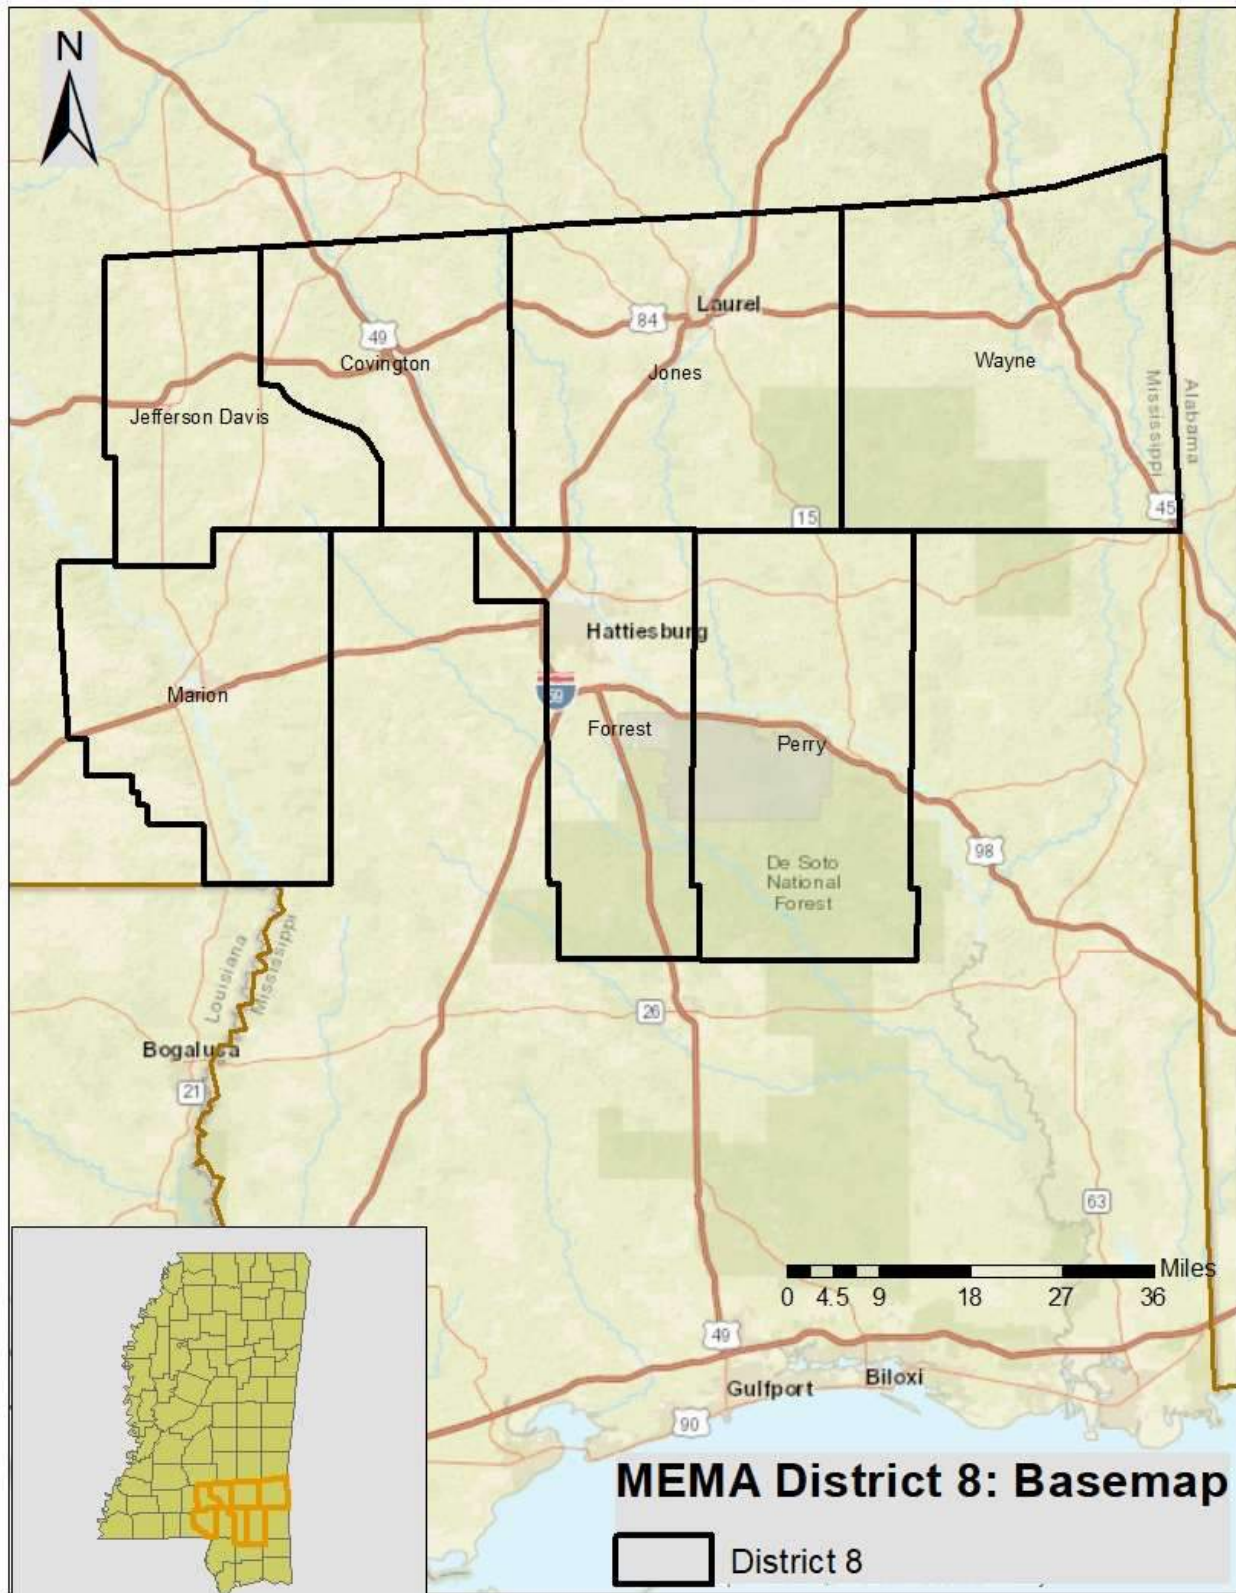 N
Laurel
84
49
Covington
Jones
Wayne
Jefferson Davis
Mississippi
Alabama
15
45
Hattiesburg
59
Marion
Forrest
Perry
98
De Soto
National
Forest
Louisiana
Mississippi
26
Bogalusa
21
63
Miles
0 4.5 9 18 27 36
49
Biloxi
Gulfport
90
MEMA District 8: Basemap
District 8